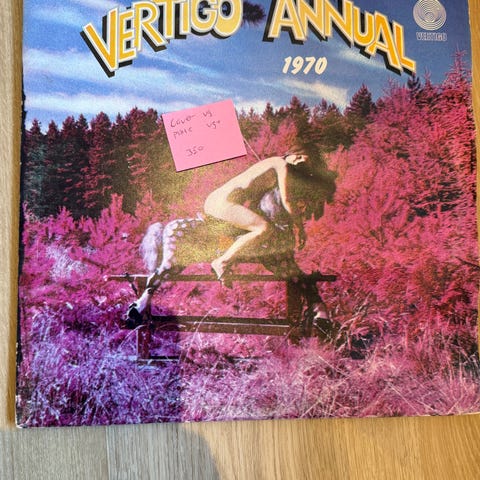 VERTIGO ANNUAL
VERTIGO
1970
Cover vg
Plate vg+
350